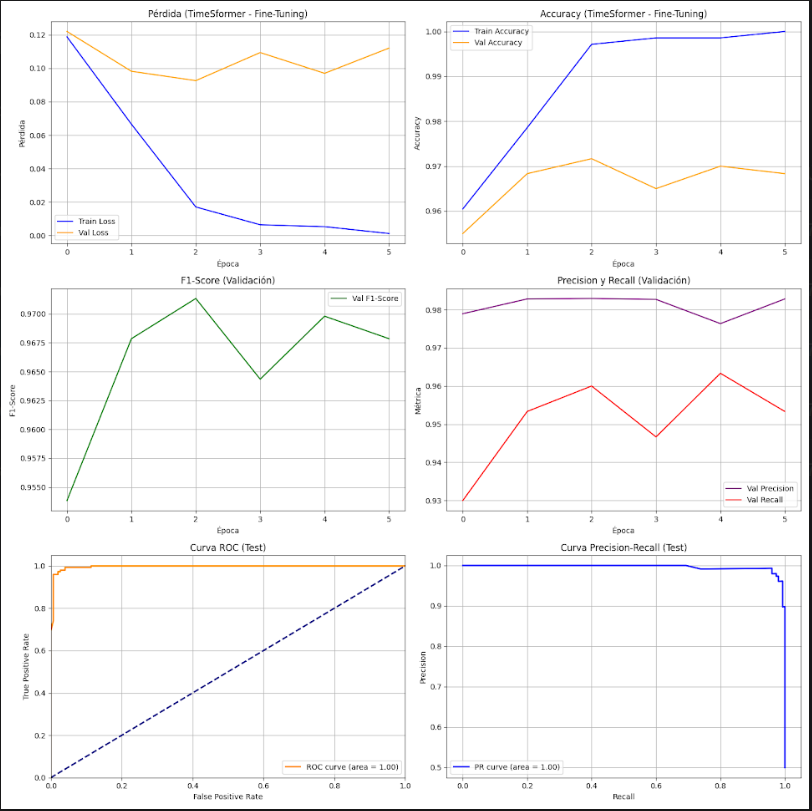 Pérdida (TimeSformer - Fine-Tuning)
0.12
0.10
0.08
0.06
0.04
0.02
0.00
Pérdida
Train Loss
Val Loss
0 1 2 3 4 5
Época
Accuracy (TimeSformer - Fine-Tuning)
1.00
0.99
0.98
0.97
0.96
Accuracy
Train Accuracy
Val Accuracy
0 1 2 3 4 5
Época
F1-Score (Validación)
0.9700
0.9675
0.9650
0.9625
0.9600
0.9575
0.9550
F1-Score
Val F1-Score
0 1 2 3 4 5
Época
Precision y Recall (Validación)
0.98
0.97
0.96
0.95
0.94
0.93
Métrica
Val Precision
Val Recall
0 1 2 3 4 5
Época
Curva ROC (Test)
1.0
0.8
0.6
0.4
0.2
0.0
True Positive Rate
ROC curve (area = 1.00)
0.0 0.2 0.4 0.6 0.8 1.0
False Positive Rate
Curva Precision-Recall (Test)
1.0
0.9
0.8
0.7
0.6
0.5
Precision
PR curve (area = 1.00)
0.0 0.2 0.4 0.6 0.8 1.0
Recall